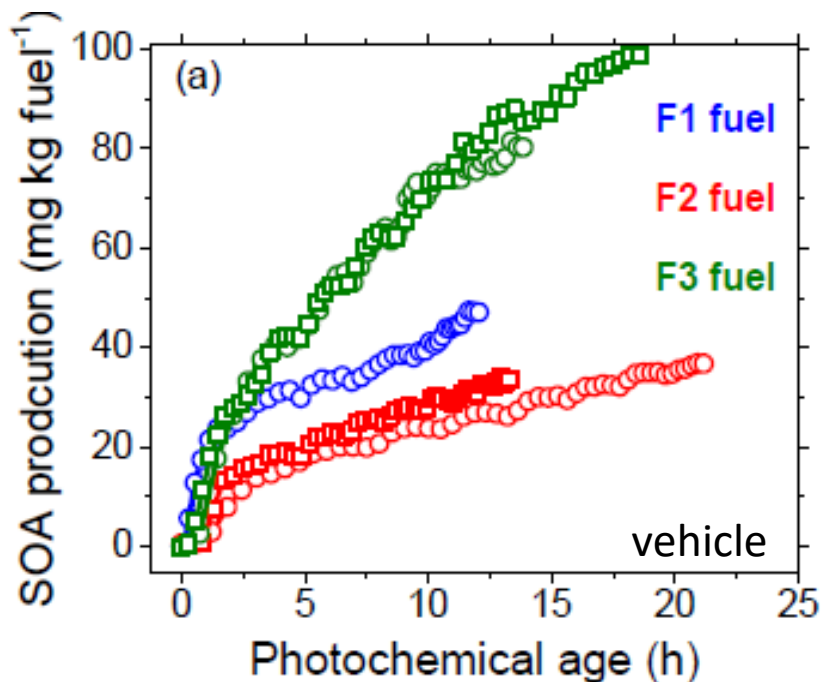 (a)
F1 fuel
F2 fuel
F3 fuel
vehicle
SOA prodcution (mg kg fuel⁻¹)
100
80
60
40
20
0
0 5 10 15 20 25
Photochemical age (h)